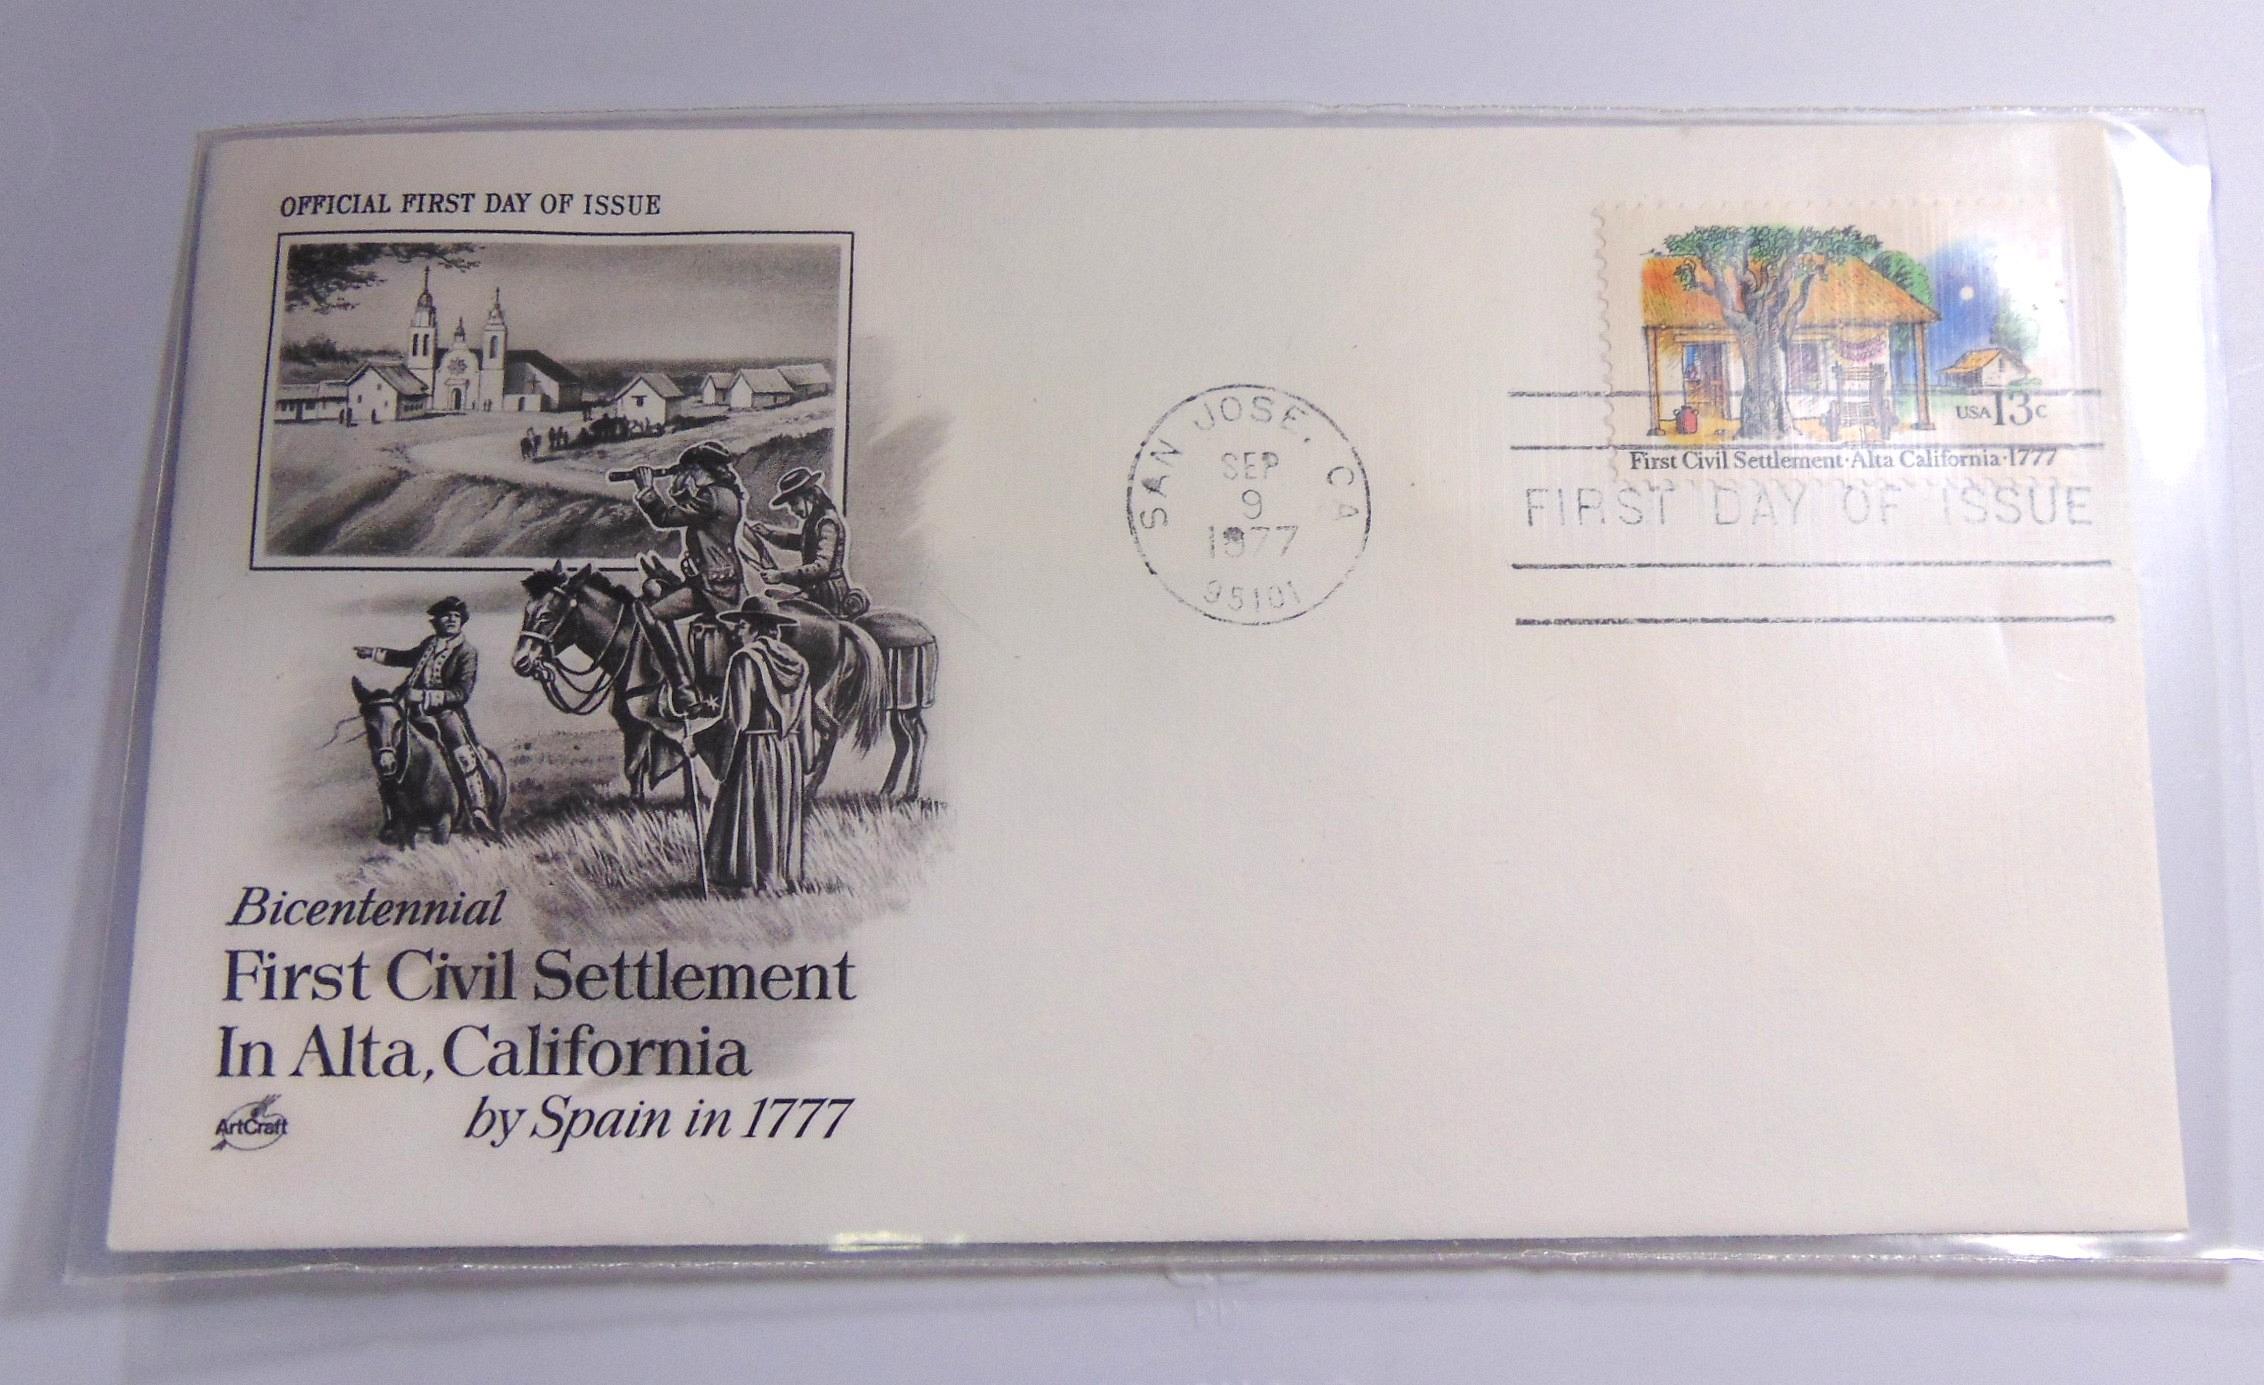 OFFICIAL FIRST DAY OF ISSUE
Bicentennial
First Civil Settlement
In Alta, California
by Spain in 1777
ArtCraft
SAN JOSE, CA
SEP
9
1977
95101
USA 13c
First Civil Settlement·Alta California·1777
FIRST DAY OF ISSUE